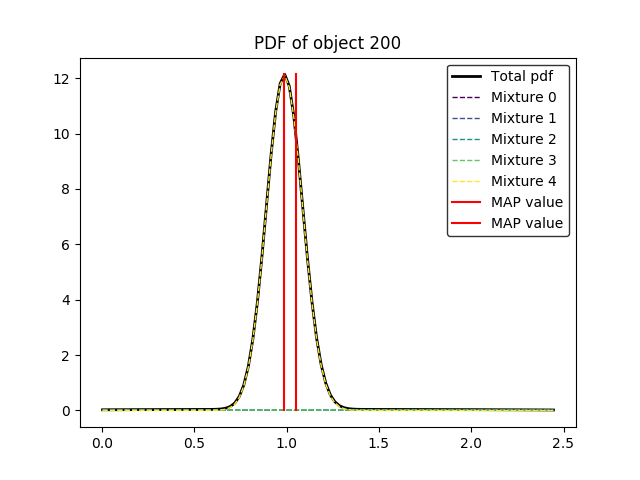 PDF of object 200
Total pdf
Mixture 0
Mixture 1
Mixture 2
Mixture 3
Mixture 4
MAP value
MAP value
12
10
8
6
4
2
0
0.0 0.5 1.0 1.5 2.0 2.5